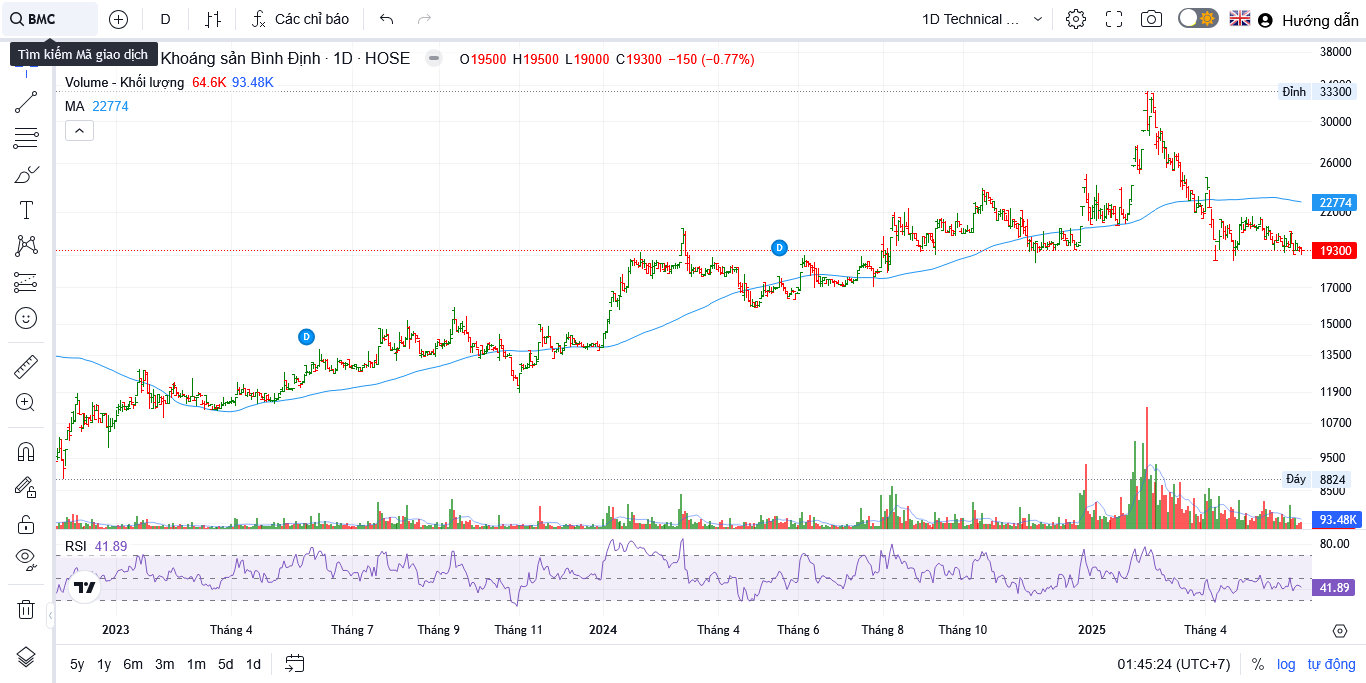 BMC D Các chỉ báo 1D Technical ... Hướng dẫn
Tìm kiếm Mã giao dịch Khoáng sản Bình Định · 1D · HOSE O19500 H19500 L19000 C19300 −150 (−0.77%)
Volume - Khối lượng 64.6K 93.48K
MA 22774
38000
Đỉnh 33300
30000
26000
22774
22000
D
19300
17000
15000
D
13500
11900
10700
9500
Đáy 8824
8500
93.48K
RSI 41.89
80.00
41.89
2023 Tháng 4 Tháng 7 Tháng 9 Tháng 11 2024 Tháng 4 Tháng 6 Tháng 8 Tháng 10 2025 Tháng 4
5y 1y 6m 3m 1m 5d 1d 01:45:24 (UTC+7) % log tự động